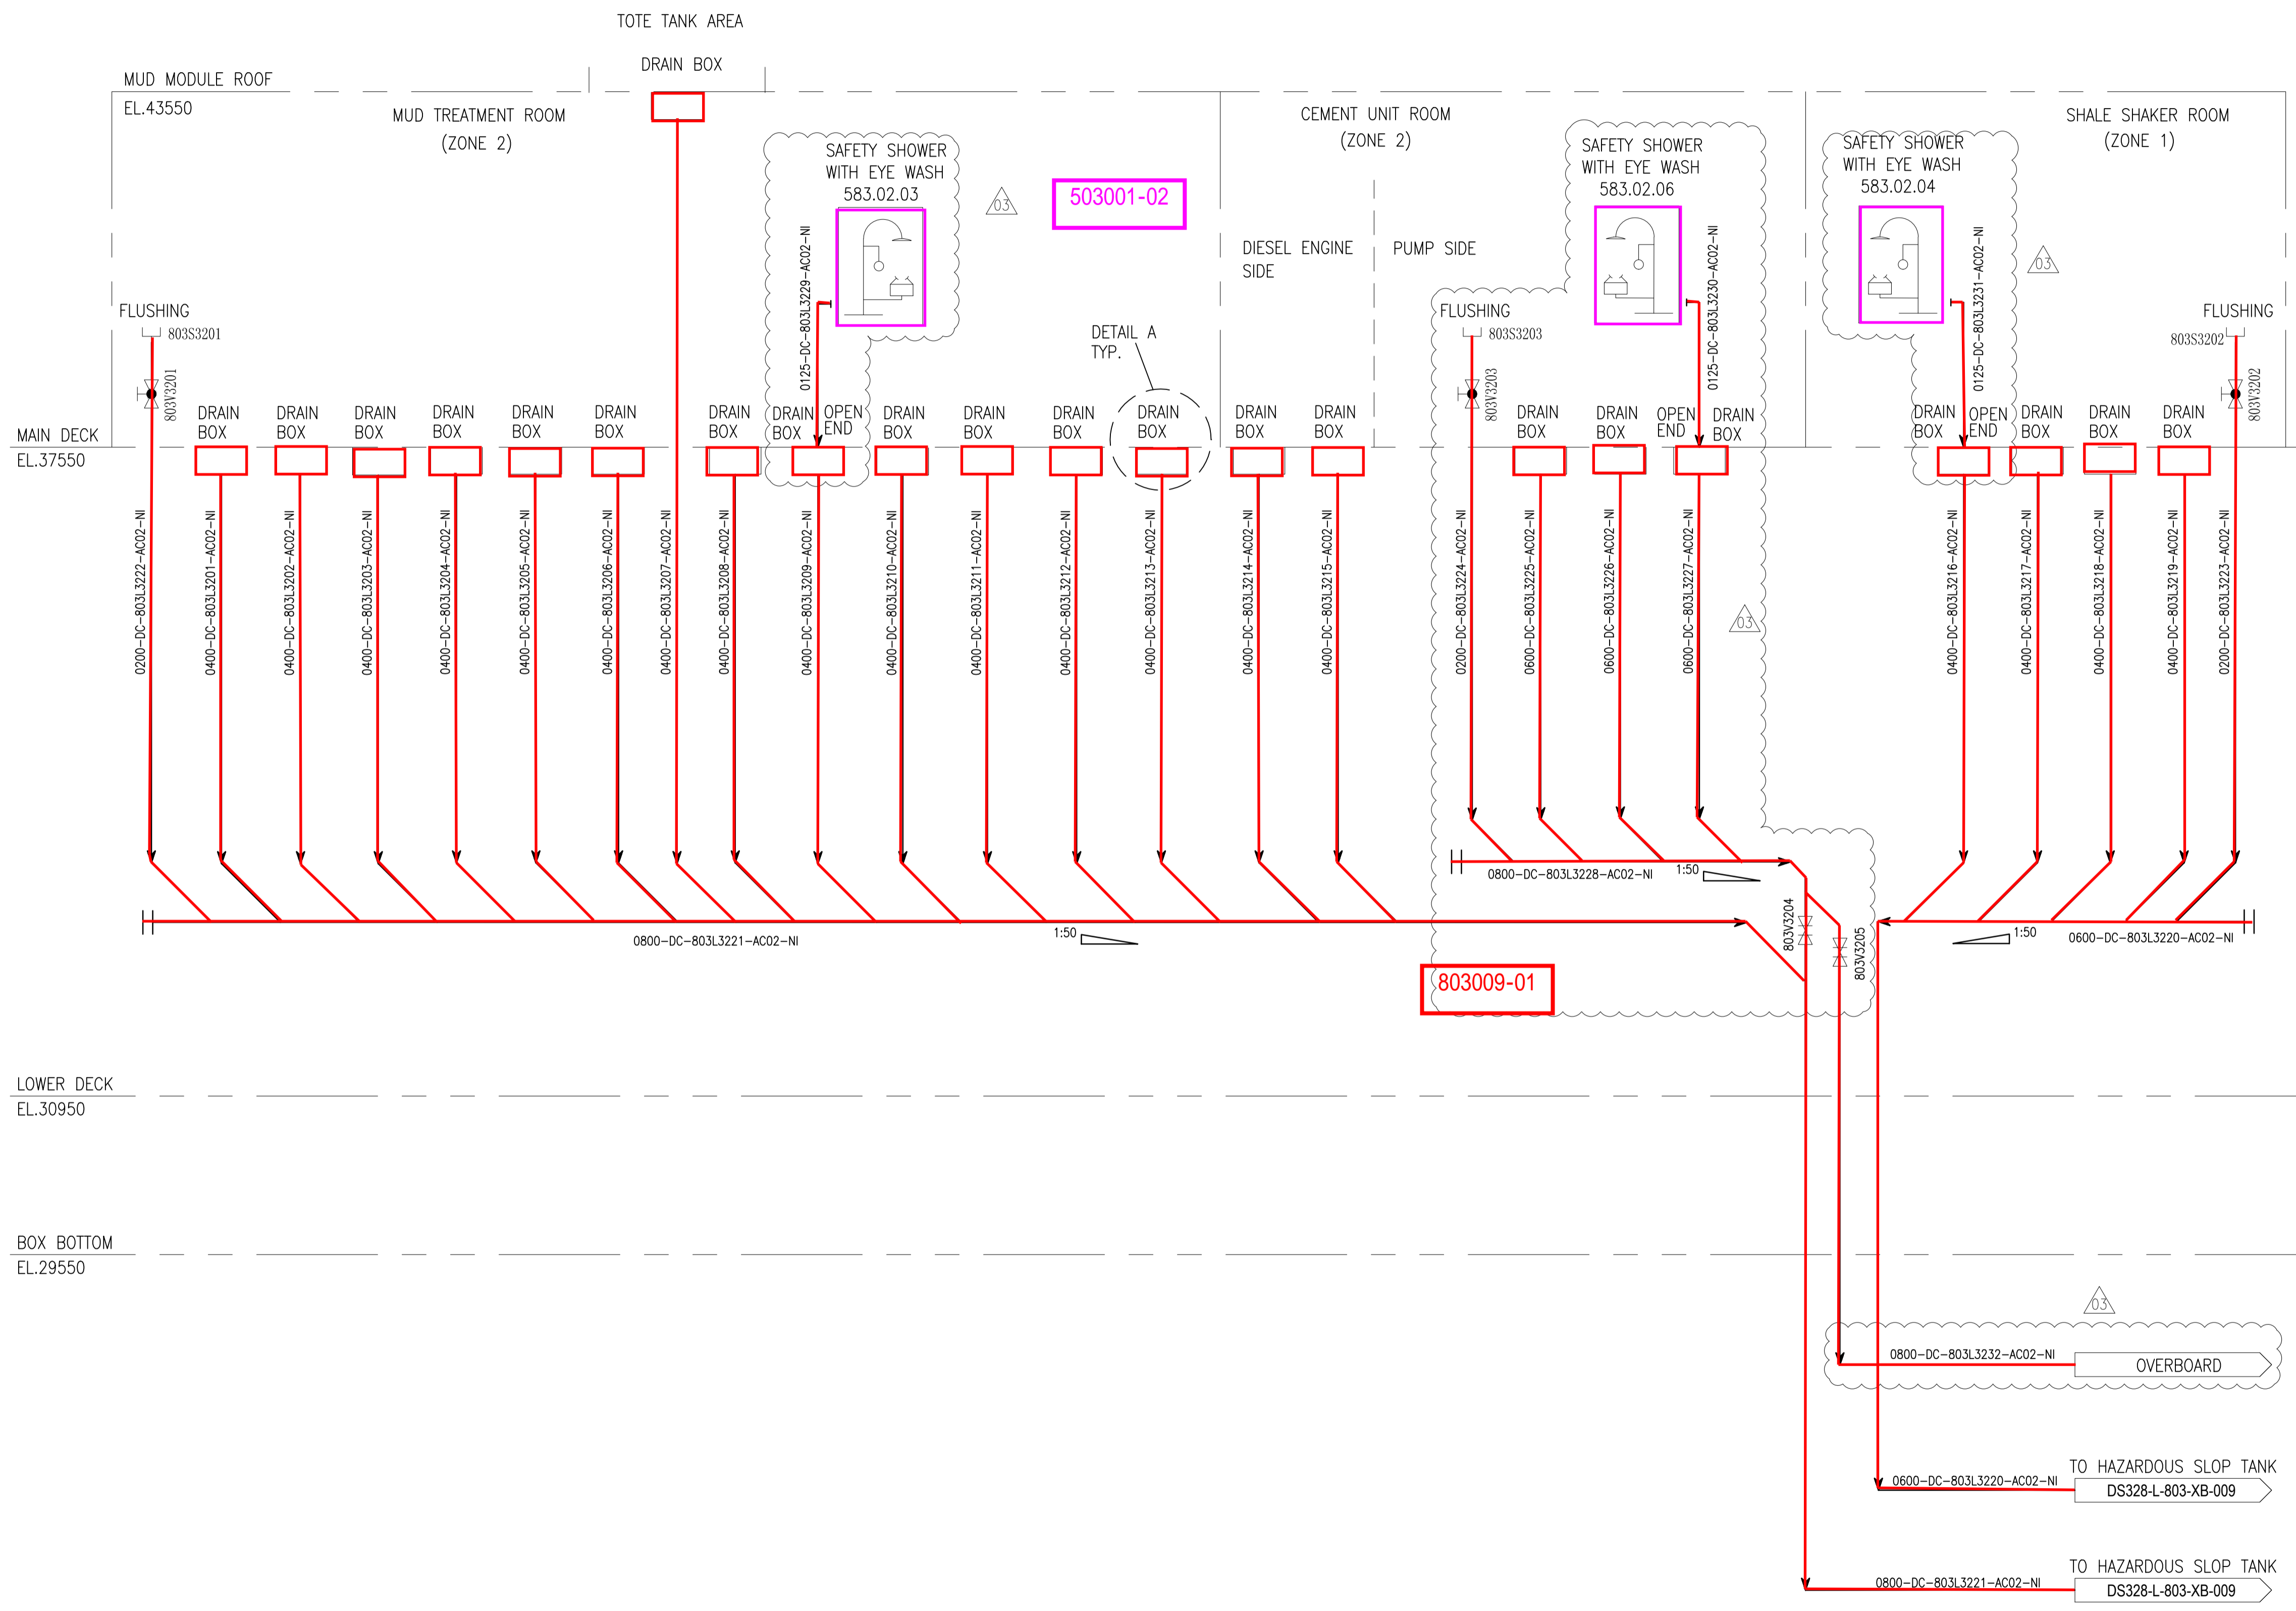 TOTE TANK AREA
DRAIN BOX
MUD MODULE ROOF
EL.43550
MUD TREATMENT ROOM
(ZONE 2)
SAFETY SHOWER
WITH EYE WASH
583.02.03
03
503001-02
CEMENT UNIT ROOM
(ZONE 2)
DIESEL ENGINE
SIDE
PUMP SIDE
SAFETY SHOWER
WITH EYE WASH
583.02.06
SAFETY SHOWER
WITH EYE WASH
583.02.04
SHALE SHAKER ROOM
(ZONE 1)
03
0125-DC-803L3229-AC02-NI
0125-DC-803L3230-AC02-NI
0125-DC-803L3231-AC02-NI
FLUSHING
803S3201
803V3201
DETAIL A
TYP.
FLUSHING
803S3203
803V3203
FLUSHING
803S3202
803V3202
MAIN DECK
EL.37550
DRAIN
BOX
DRAIN
BOX
DRAIN
BOX
DRAIN
BOX
DRAIN
BOX
DRAIN
BOX
DRAIN
BOX
DRAIN
BOX
OPEN
END
DRAIN
BOX
DRAIN
BOX
DRAIN
BOX
DRAIN
BOX
DRAIN
BOX
DRAIN
BOX
DRAIN
BOX
DRAIN
BOX
OPEN
END
DRAIN
BOX
DRAIN
BOX
OPEN
END
DRAIN
BOX
DRAIN
BOX
DRAIN
BOX
0200-DC-803L3222-AC02-NI
0400-DC-803L3201-AC02-NI
0400-DC-803L3202-AC02-NI
0400-DC-803L3203-AC02-NI
0400-DC-803L3204-AC02-NI
0400-DC-803L3205-AC02-NI
0400-DC-803L3206-AC02-NI
0400-DC-803L3207-AC02-NI
0400-DC-803L3208-AC02-NI
0400-DC-803L3209-AC02-NI
0400-DC-803L3210-AC02-NI
0400-DC-803L3211-AC02-NI
0400-DC-803L3212-AC02-NI
0400-DC-803L3213-AC02-NI
0400-DC-803L3214-AC02-NI
0400-DC-803L3215-AC02-NI
0200-DC-803L3224-AC02-NI
0600-DC-803L3225-AC02-NI
0600-DC-803L3226-AC02-NI
0600-DC-803L3227-AC02-NI
03
0400-DC-803L3216-AC02-NI
0400-DC-803L3217-AC02-NI
0400-DC-803L3218-AC02-NI
0400-DC-803L3219-AC02-NI
0200-DC-803L3223-AC02-NI
0800-DC-803L3228-AC02-NI
1:50
0800-DC-803L3221-AC02-NI
1:50
803V3204
803V3205
1:50
0600-DC-803L3220-AC02-NI
803009-01
LOWER DECK
EL.30950
BOX BOTTOM
EL.29550
03
0800-DC-803L3232-AC02-NI
OVERBOARD
TO HAZARDOUS SLOP TANK
0600-DC-803L3220-AC02-NI
DS328-L-803-XB-009
TO HAZARDOUS SLOP TANK
0800-DC-803L3221-AC02-NI
DS328-L-803-XB-009